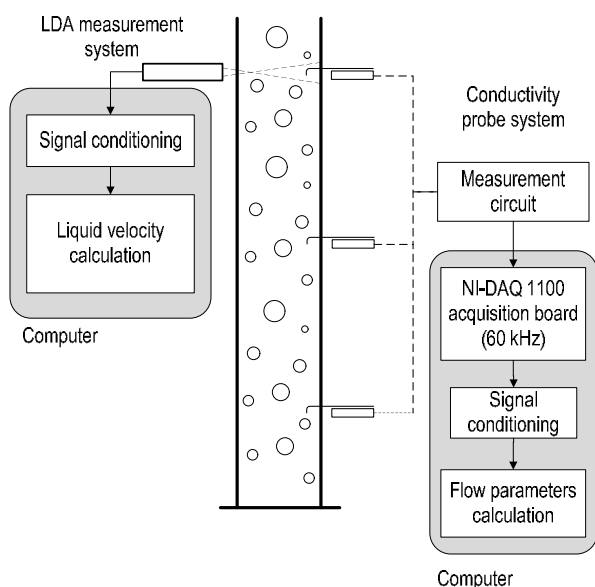 LDA measurement
system
Signal conditioning
Liquid velocity
calculation
Computer
Conductivity
probe system
Measurement
circuit
NI-DAQ 1100
acquisition board
(60 kHz)
Signal
conditioning
Flow parameters
calculation
Computer